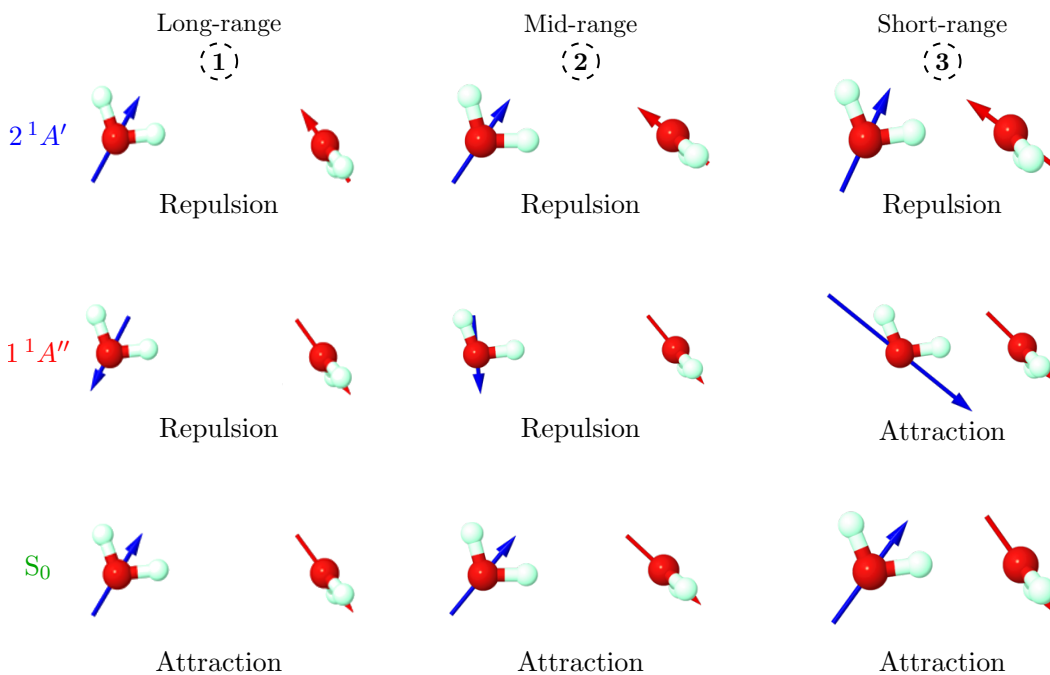 Long-range Mid-range Short-range
1 2 3
2 ¹A′
Repulsion Repulsion Repulsion
1 ¹A″
Repulsion Repulsion Attraction
S₀
Attraction Attraction Attraction